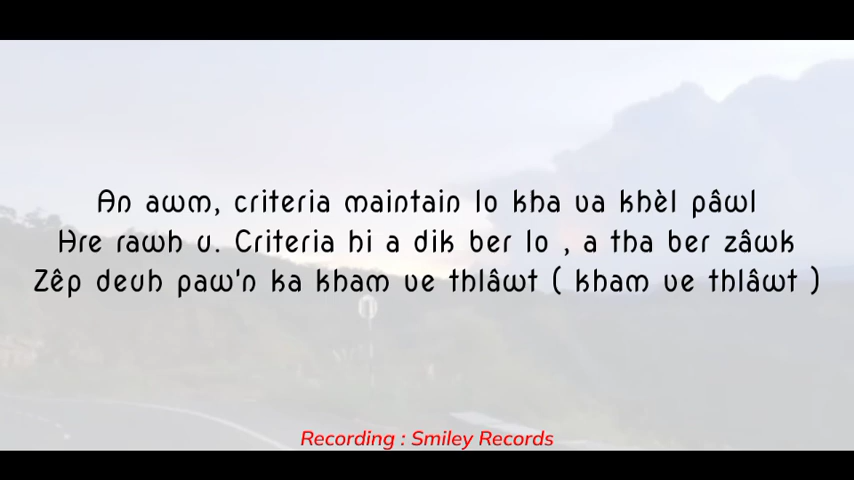 An awm, criteria maintain lo kha va khèl pâwl
Hre rawh u. Criteria hi a dik ber lo , a tha ber zâwk
Zêp deuh paw'n ka kham ve thlâwt ( kham ve thlâwt )
Recording : Smiley Records